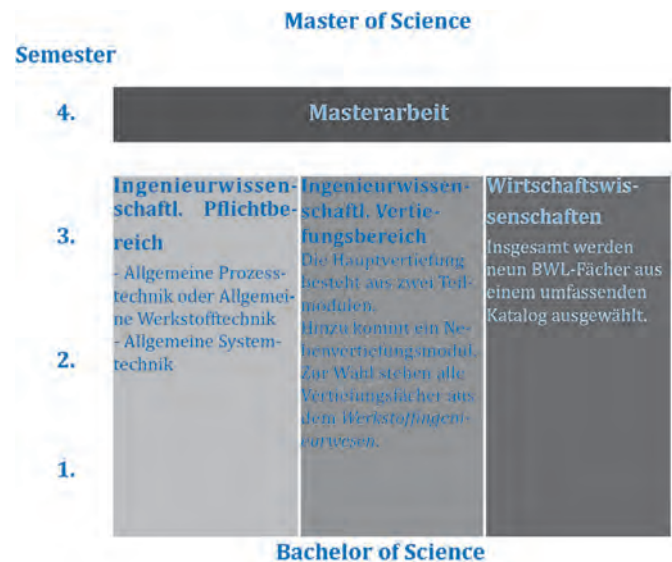 Master of Science
Semester
4.
Masterarbeit
3.
2.
1.
Ingenieurwissen-
schaftl. Pflichtbe-
reich
- Allgemeine Prozess-
technik oder Allgemei-
ne Werkstofftechnik
- Allgemeine System-
technik
Ingenieurwissen-
schaftl. Vertie-
fungsbereich
Die Hauptvertiefung
besteht aus zwei Teil-
modulen.
Hinzu kommt ein Ne-
benvertiefungsmodul.
Zur Wahl stehen alle
Vertiefungsfächer aus
dem Werkstoffingeni-
eurwesen.
Wirtschaftswis-
senschaften
Insgesamt werden
neun BWL-Fächer aus
einem umfassenden
Katalog ausgewählt.
Bachelor of Science